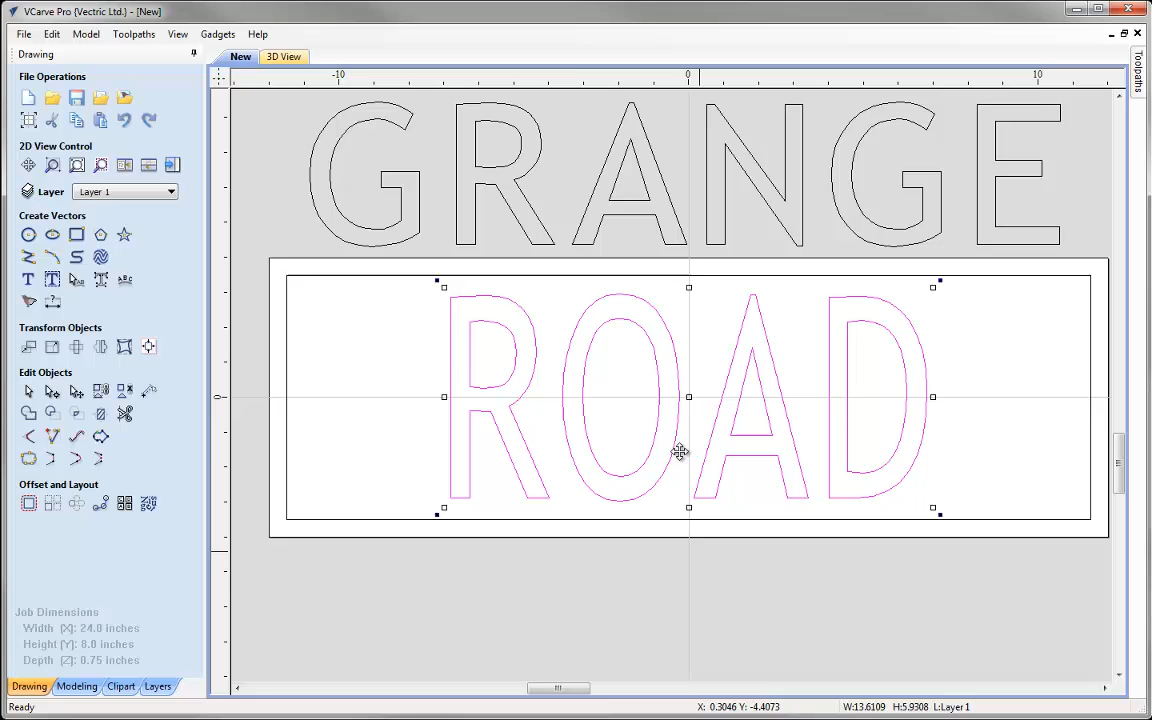 VCarve Pro {Vectric Ltd.} - [New]
File Edit Model Toolpaths View Gadgets Help
Drawing
New 3D View
Toolpaths
File Operations
-10 0 10
2D View Control
Layer Layer 1
GRANGE
Create Vectors
Transform Objects
Edit Objects
ROAD
0
Offset and Layout
Job Dimensions
Width (X): 24.0 inches
Height (Y): 8.0 inches
Depth (Z): 0.75 inches
Drawing Modeling Clipart Layers
Ready X: 0.3046 Y: -4.4073 W:13.6109 H:5.9308 L:Layer 1